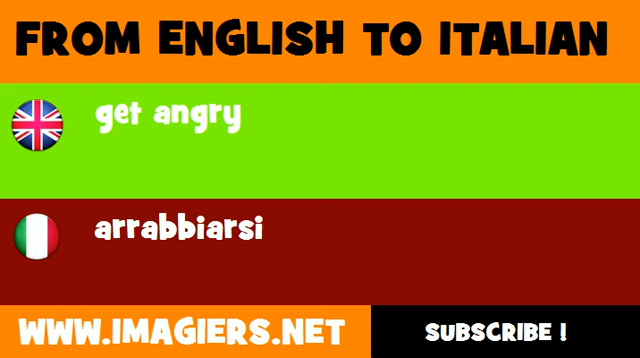 FROM ENGLISH TO ITALIAN
get angry
arrabbiarsi
WWW.IMAGIERS.NET
SUBSCRIBE !